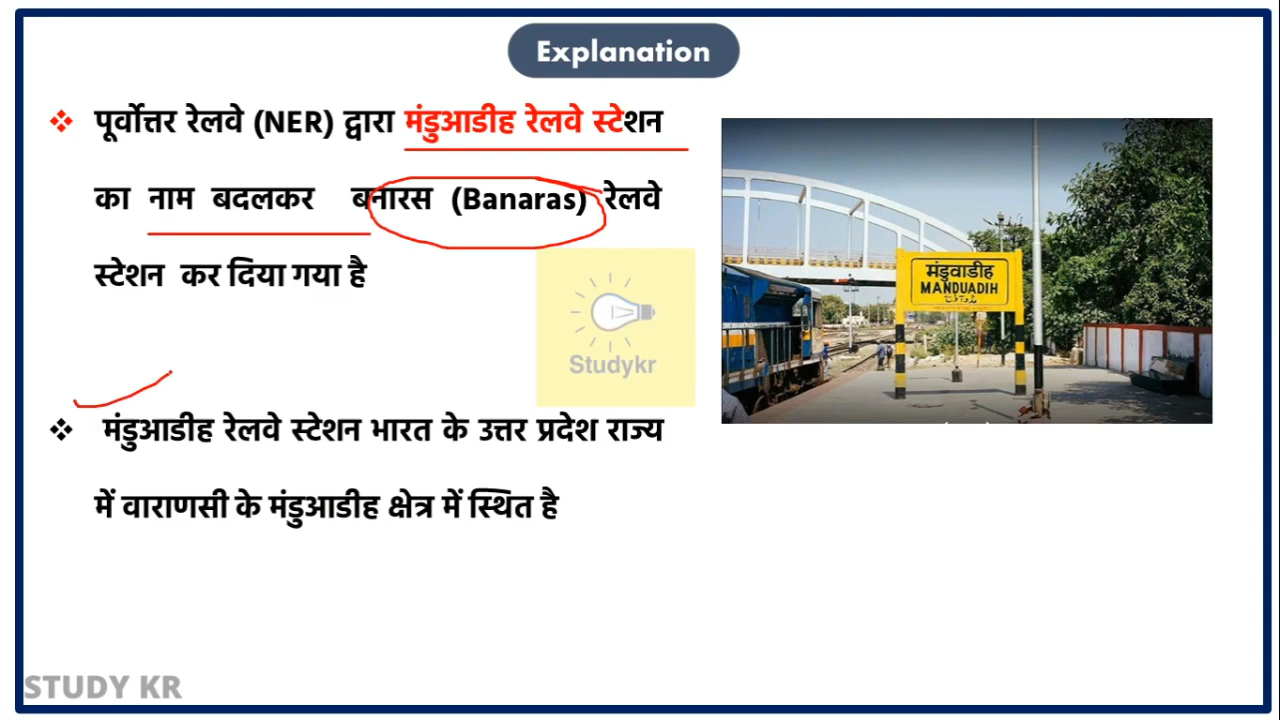 Explanation
पूर्वोत्तर रेलवे (NER) द्वारा मंडुआडीह रेलवे स्टेशन
का नाम बदलकर बनारस (Banaras) रेलवे
स्टेशन कर दिया गया है
मंडुवाडीह
MANDUADIH
Studykr
मंडुआडीह रेलवे स्टेशन भारत के उत्तर प्रदेश राज्य
में वाराणसी के मंडुआडीह क्षेत्र में स्थित है
STUDY KR